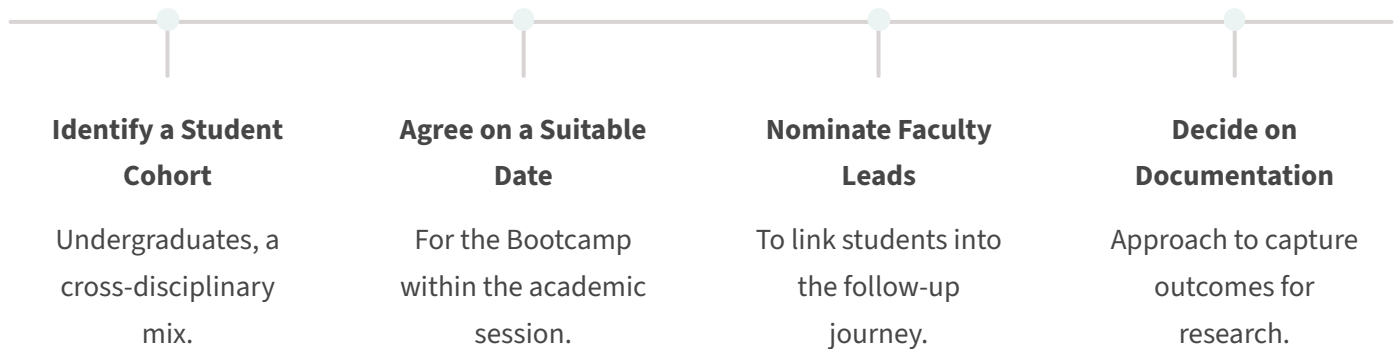 Identify a Student
Cohort
Undergraduates, a
cross-disciplinary
mix.
Agree on a Suitable
Date
For the Bootcamp
within the academic
session.
Nominate Faculty
Leads
To link students into
the follow-up
journey.
Decide on
Documentation
Approach to capture
outcomes for
research.